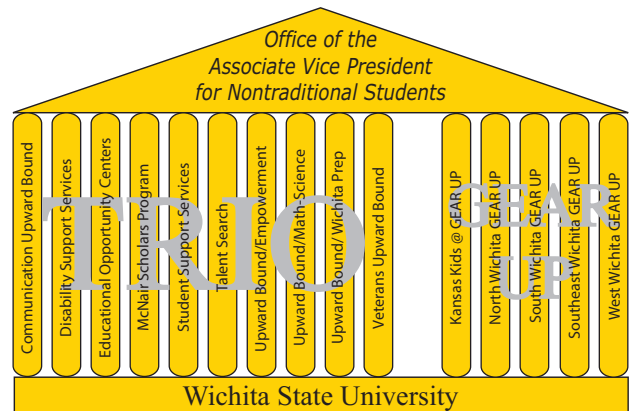 Office of the
Associate Vice President
for Nontraditional Students
Communication Upward Bound
Disability Support Services
Educational Opportunity Centers
McNair Scholars Program
Student Support Services
Talent Search
Upward Bound/Empowerment
Upward Bound/Math-Science
Upward Bound/ Wichita Prep
Veterans Upward Bound
TRIO
Kansas Kids @ GEAR UP
North Wichita GEAR UP
South Wichita GEAR UP
Southeast Wichita GEAR UP
West Wichita GEAR UP
GEAR
UP
Wichita State University